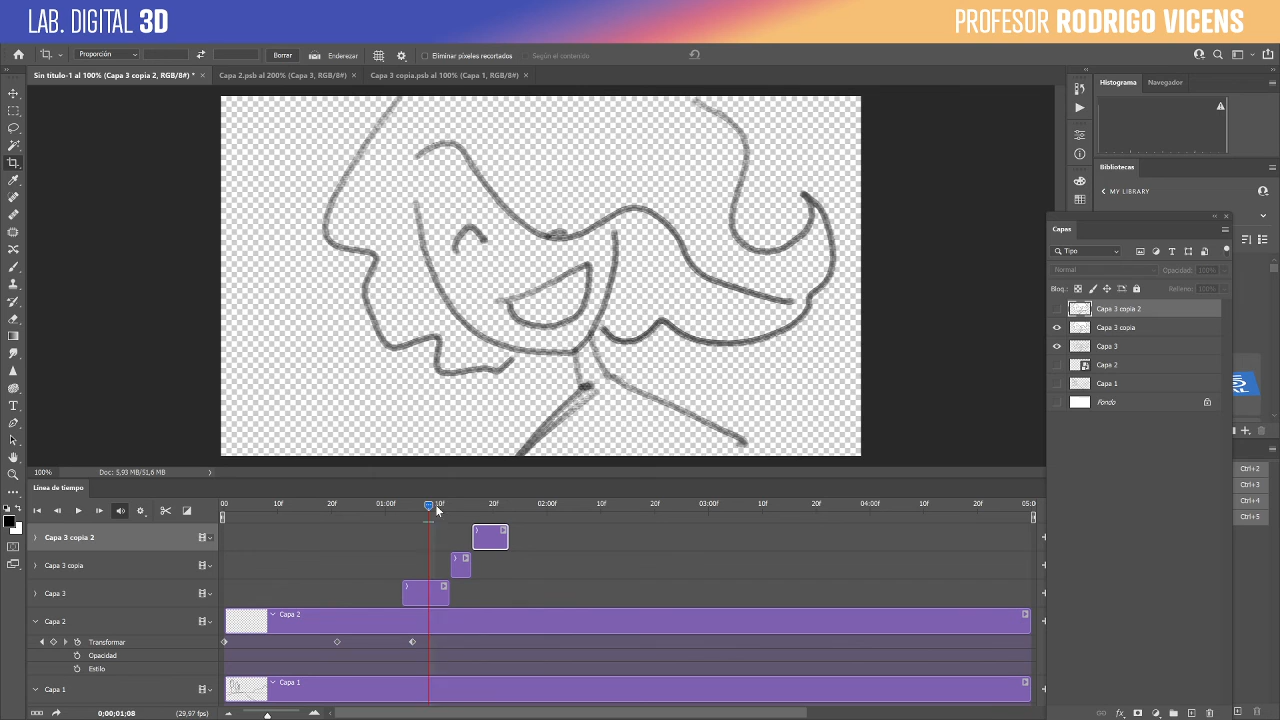 LAB. DIGITAL 3D
PROFESOR RODRIGO VICENS
Proporción
Borrar
Enderezar
Eliminar píxeles recortados
Según el contenido
Sin título-1 al 100% (Capa 3 copia 2, RGB/8#) *
Capa 2.psb al 200% (Capa 3, RGB/8#)
Capa 3 copia.psb al 100% (Capa 1, RGB/8#)
Histograma
Navegador
Bibliotecas
MY LIBRARY
Capas
Tipo
Normal
Opacidad: 100%
Bloq.:
Relleno: 100%
Capa 3 copia 2
Capa 3 copia
Capa 3
Capa 2
Capa 1
Fondo
Ctrl+2
Ctrl+3
Ctrl+4
Ctrl+5
100%
Doc: 5,93 MB/51,6 MB
Línea de tiempo
00 10f 20f 01:00f 10f 20f 02:00f 10f 20f 03:00f 10f 20f 04:00f 10f 20f 05:0
Capa 3 copia 2
Capa 3 copia
Capa 3
Capa 2
Capa 2
Transformar
Opacidad
Estilo
Capa 1
Capa 1
0;00;01;08
(29,97 fps)